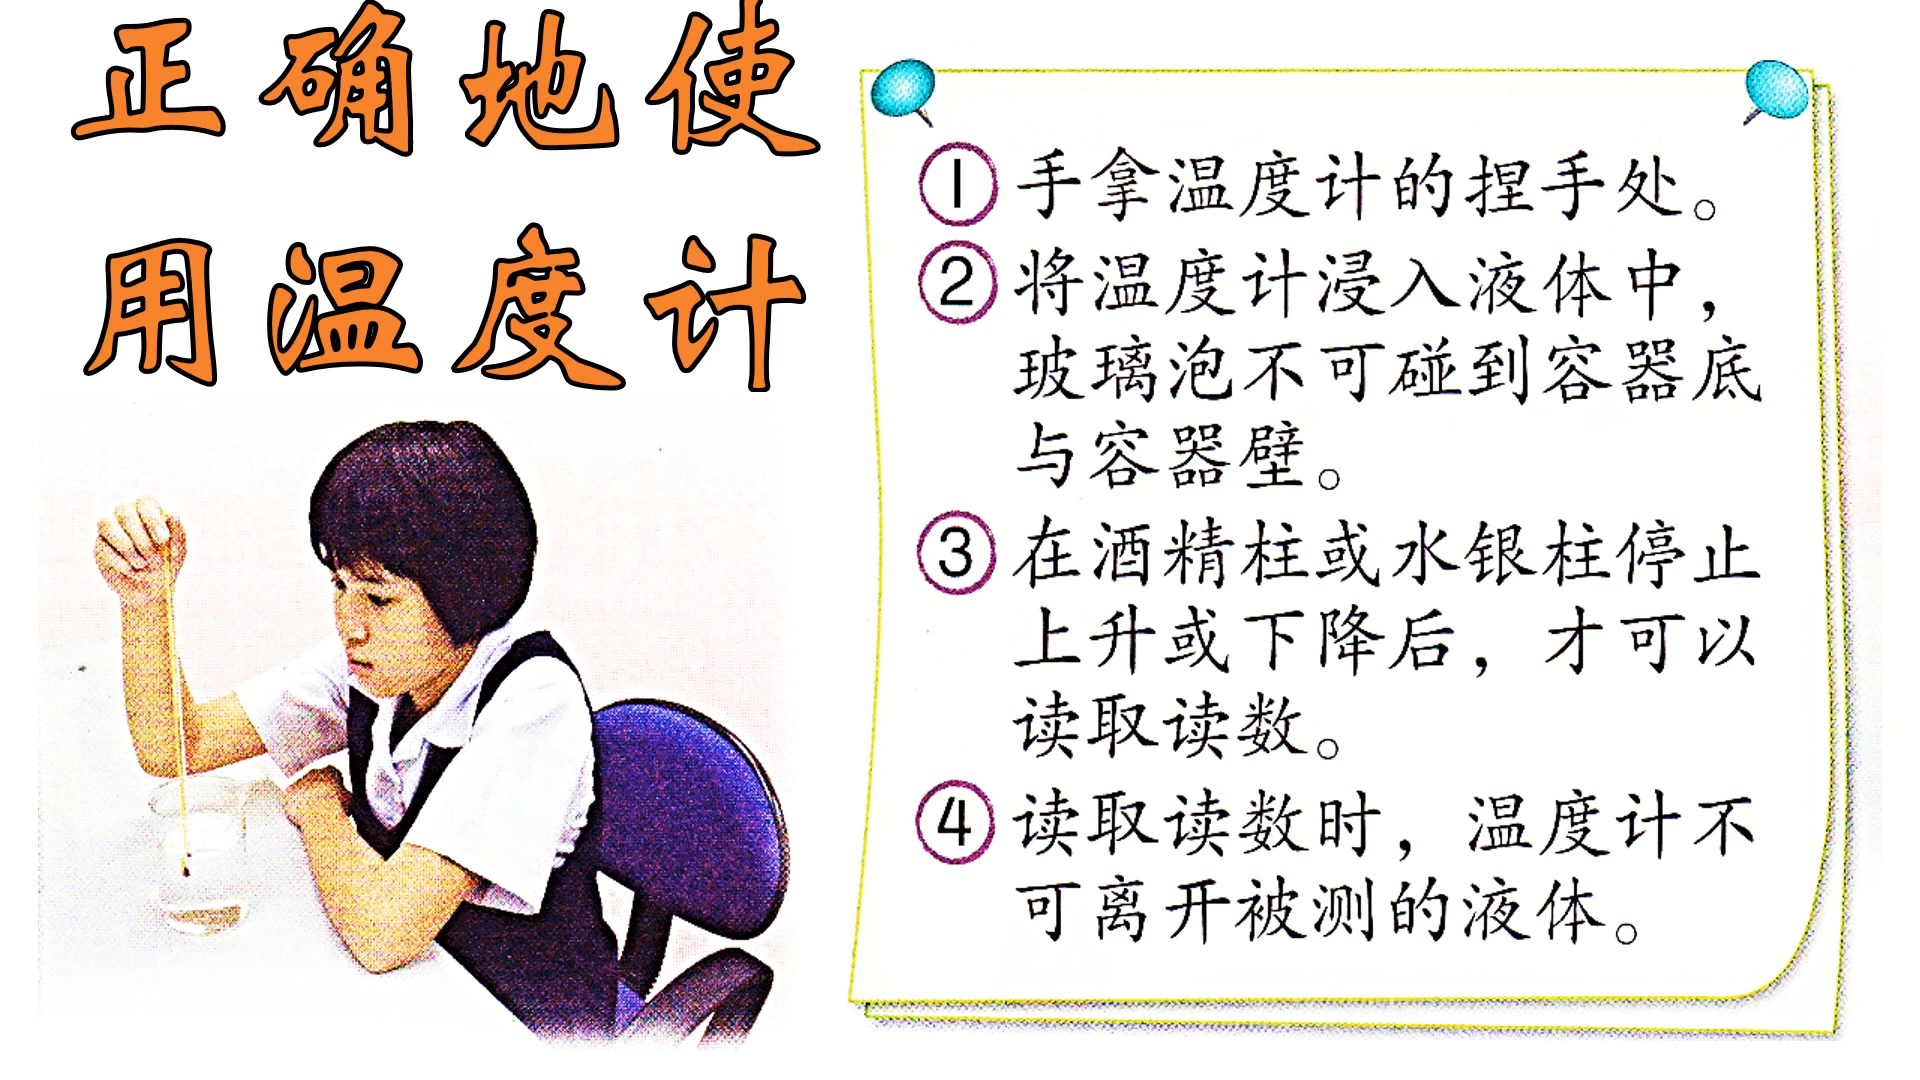 正确地使
用温度计
①手拿温度计的捏手处。
②将温度计浸入液体中，
玻璃泡不可碰到容器底
与容器壁。
③在酒精柱或水银柱停止
上升或下降后，才可以
读取读数。
④读取读数时，温度计不
可离开被测的液体。